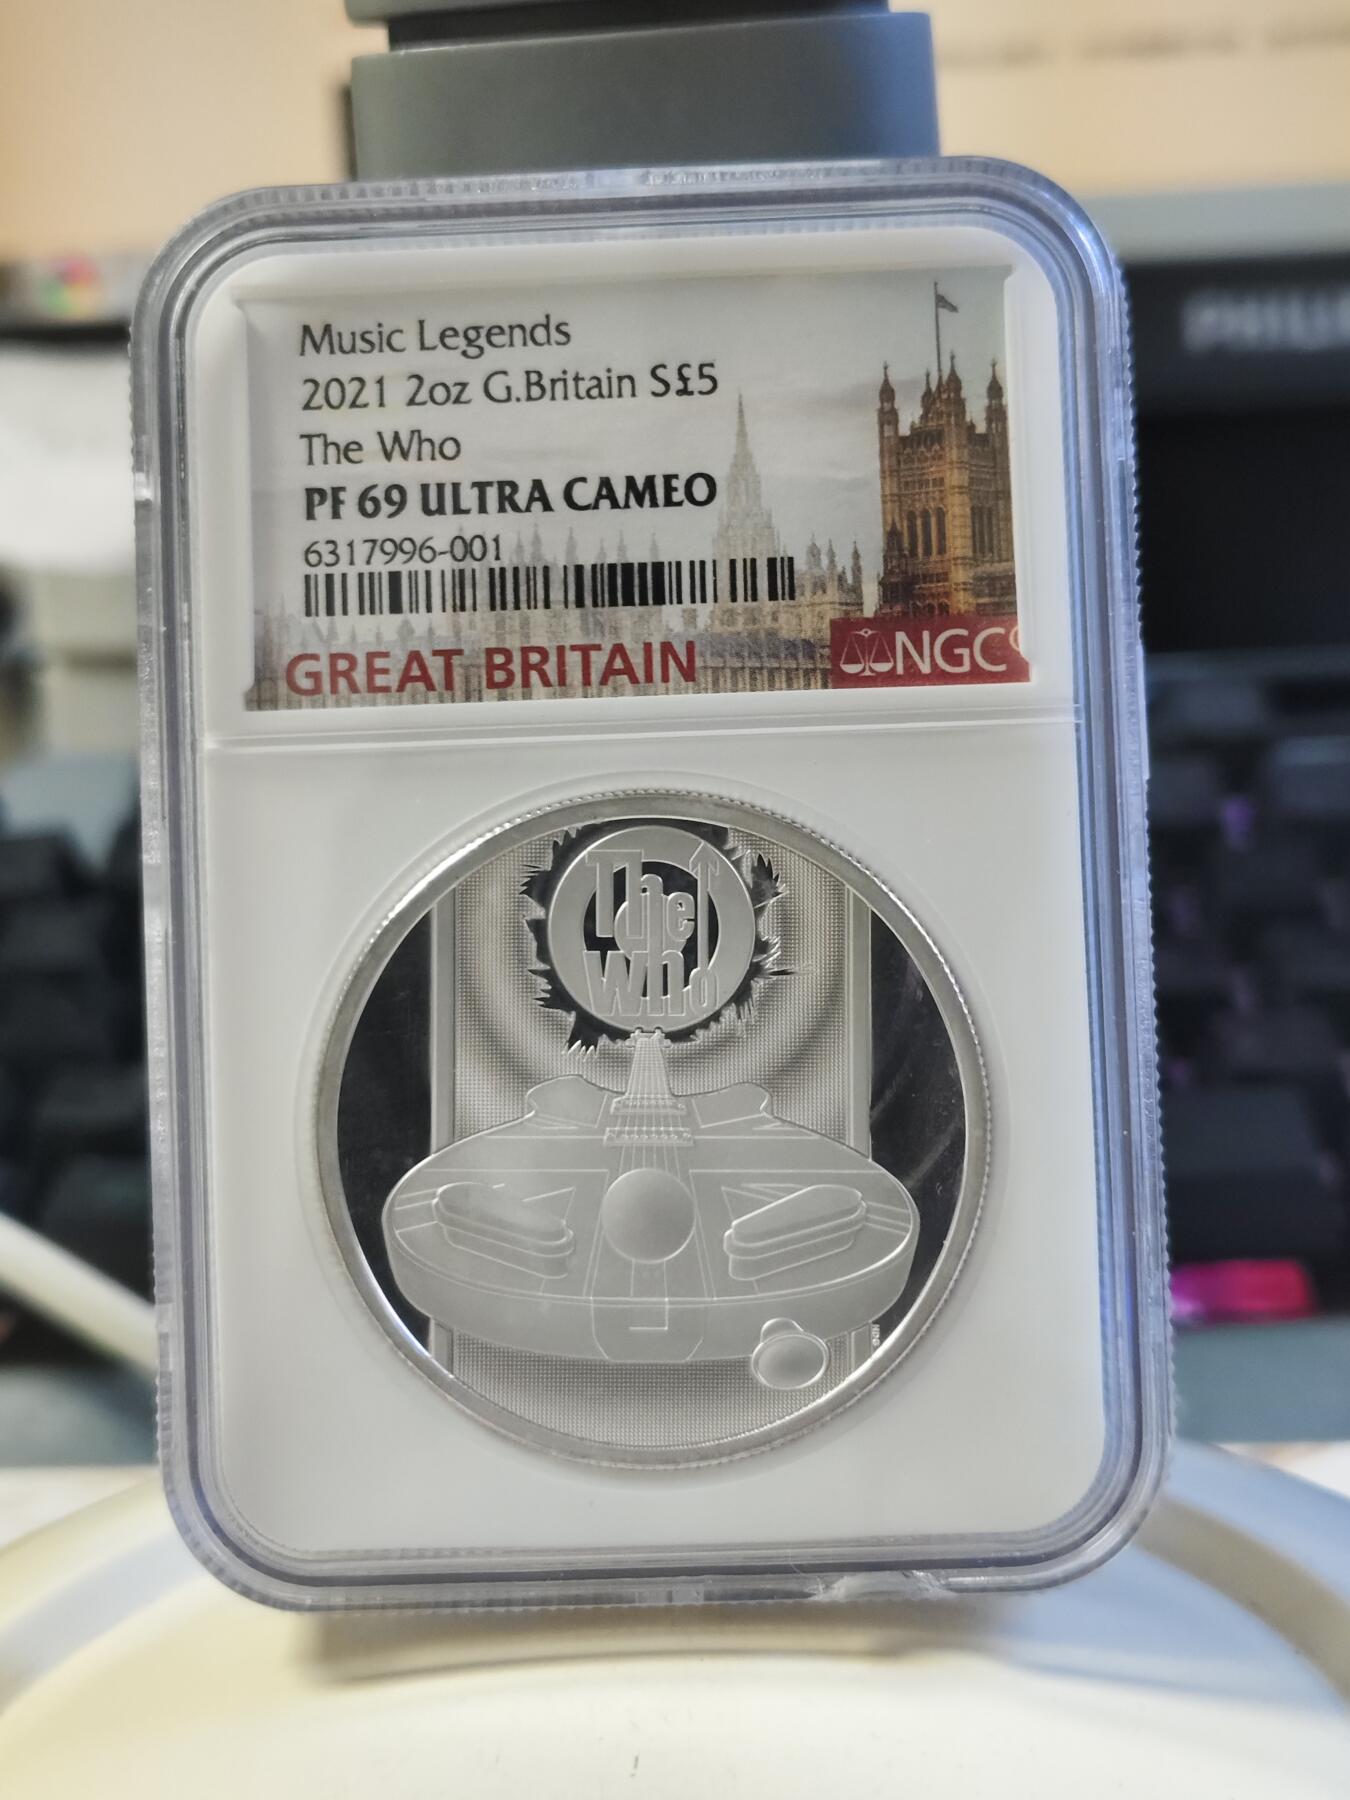 Music Legends
2021 2oz G.Britain S£5
The Who
PF 69 ULTRA CAMEO
6317996-001
GREAT BRITAIN
NGC
The
Who